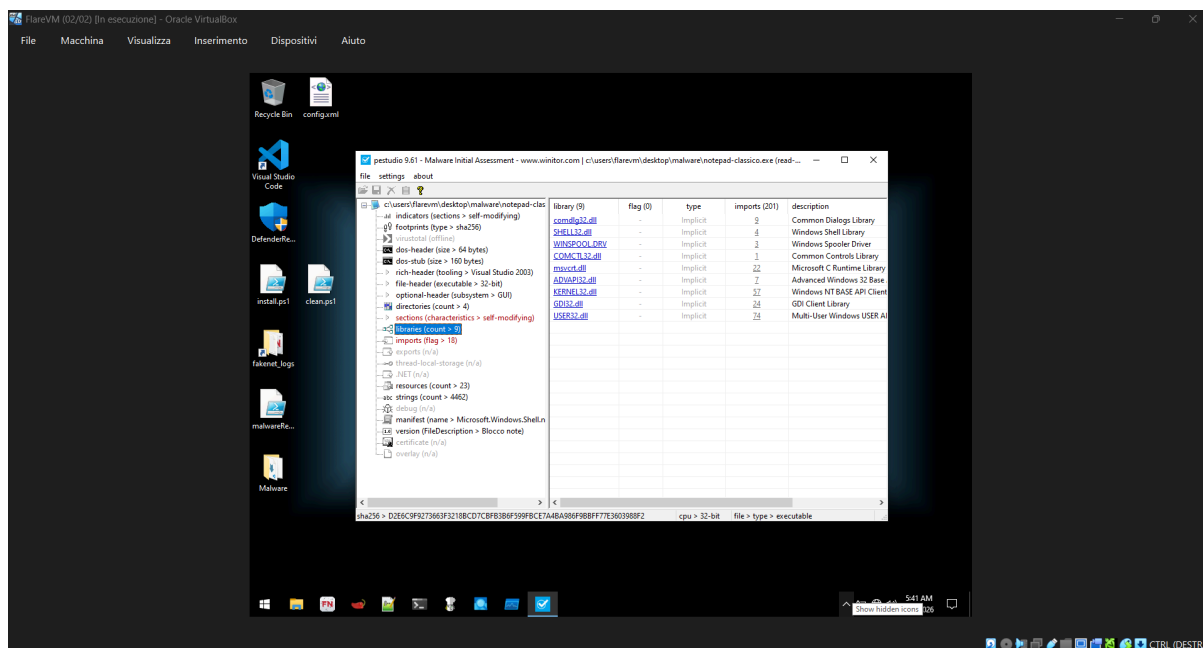 FlareVM (02/02) [In esecuzione] - Oracle VirtualBox
File Macchina Visualizza Inserimento Dispositivi Aiuto
Recycle Bin
config.xml
Visual Studio Code
DefenderRe...
install.ps1
clean.ps1
fakenet_logs
malwareRe...
Malware
pestudio 9.61 - Malware Initial Assessment - www.winitor.com | c:\users\flarevm\desktop\malware\notepad-classico.exe (read-...
file settings about
c:\users\flarevm\desktop\malware\notepad-clas
indicators (sections > self-modifying)
footprints (type > sha256)
virustotal (offline)
dos-header (size > 64 bytes)
dos-stub (size > 160 bytes)
rich-header (tooling > Visual Studio 2003)
file-header (executable > 32-bit)
optional-header (subsystem > GUI)
directories (count > 4)
sections (characteristics > self-modifying)
libraries (count > 9)
imports (flag > 18)
exports (n/a)
thread-local-storage (n/a)
.NET (n/a)
resources (count > 23)
abc strings (count > 4462)
debug (n/a)
manifest (name > Microsoft.Windows.Shell.n
1.0 version (FileDescription > Blocco note)
certificate (n/a)
overlay (n/a)
library (9) flag (0) type imports (201) description
comdlg32.dll - Implicit 9 Common Dialogs Library
SHELL32.dll - Implicit 4 Windows Shell Library
WINSPOOL.DRV - Implicit 3 Windows Spooler Driver
COMCTL32.dll - Implicit 1 Common Controls Library
msvcrt.dll - Implicit 22 Microsoft C Runtime Library
ADVAPI32.dll - Implicit 7 Advanced Windows 32 Base
KERNEL32.dll - Implicit 57 Windows NT BASE API Client
GDI32.dll - Implicit 24 GDI Client Library
USER32.dll - Implicit 74 Multi-User Windows USER AI
sha256 > D2E6C9F9273663F3218BCD7CBFB3B6F599FBCE7A4BA986F9BBFF77E3603988F2 cpu > 32-bit file > type > executable
FN
5:41 AM
Show hidden icons
CTRL (DESTR